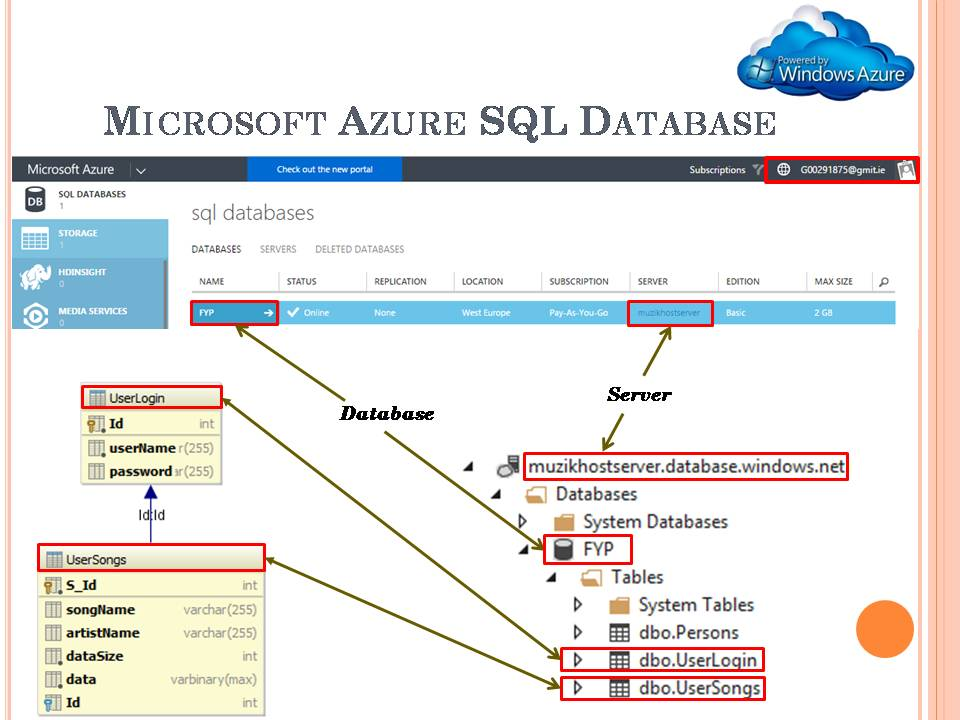 Powered by
Windows Azure
MICROSOFT AZURE SQL DATABASE
Microsoft Azure
Check out the new portal
Subscriptions
G00291875@gmit.ie
DB
SQL DATABASES
1
STORAGE
1
HDINSIGHT
0
MEDIA SERVICES
0
sql databases
DATABASES SERVERS DELETED DATABASES
NAME STATUS REPLICATION LOCATION SUBSCRIPTION SERVER EDITION MAX SIZE
FYP Online None West Europe Pay-As-You-Go muzikhostserver Basic 2 GB
Database
Server
UserLogin
Id int
userName r(255)
password ar(255)
Id:Id
UserSongs
S_Id int
songName varchar(255)
artistName varchar(255)
dataSize int
data varbinary(max)
Id int
muzikhostserver.database.windows.net
Databases
System Databases
FYP
Tables
System Tables
dbo.Persons
dbo.UserLogin
dbo.UserSongs